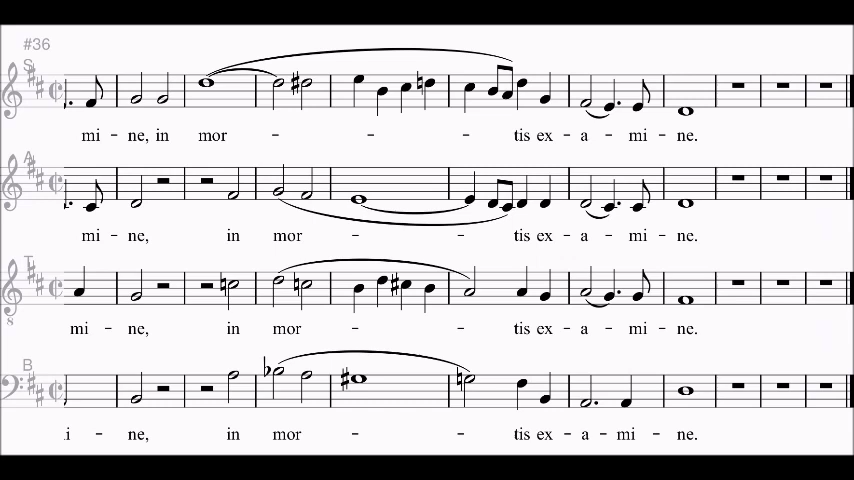 #36
S
mi - ne, in mor - - - tis ex - a - mi - ne.
A
mi - ne, in mor - - tis ex - a - mi - ne.
T
8
mi - ne, in mor - - tis ex - a - mi - ne.
B
i - ne, in mor - - tis ex - a - mi - ne.